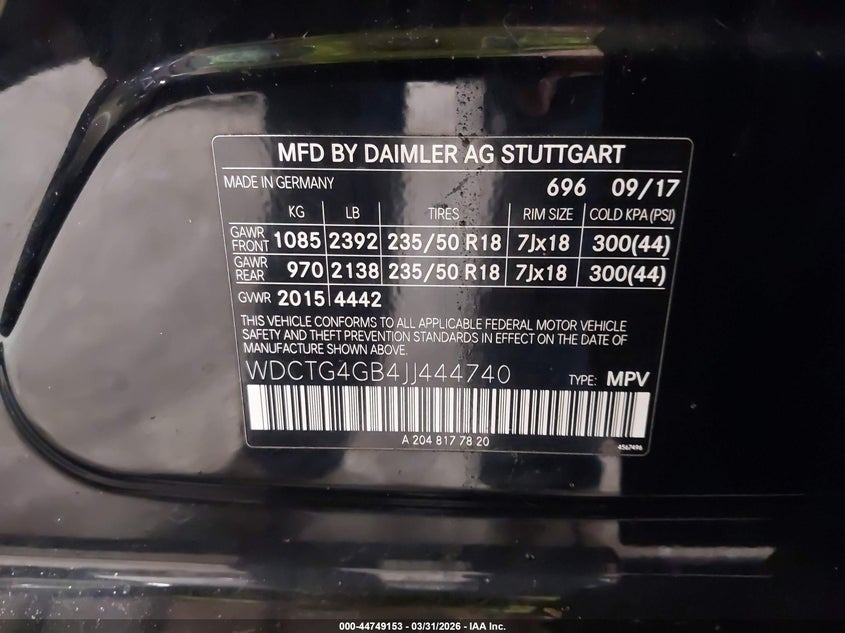 MFD BY DAIMLER AG STUTTGART
MADE IN GERMANY 696 09/17
KG LB TIRES RIM SIZE COLD KPA (PSI)
GAWR FRONT 1085 2392 235/50 R18 7Jx18 300(44)
GAWR REAR 970 2138 235/50 R18 7Jx18 300(44)
GVWR 2015 4442
THIS VEHICLE CONFORMS TO ALL APPLICABLE FEDERAL MOTOR VEHICLE
SAFETY AND THEFT PREVENTION STANDARDS IN EFFECT ON THE DATE OF
MANUFACTURE SHOWN ABOVE.
WDCTG4GB4JJ444740 TYPE: MPV
A 204 817 78 20
4567496
000-44749153 - 03/31/2026 - IAA Inc.